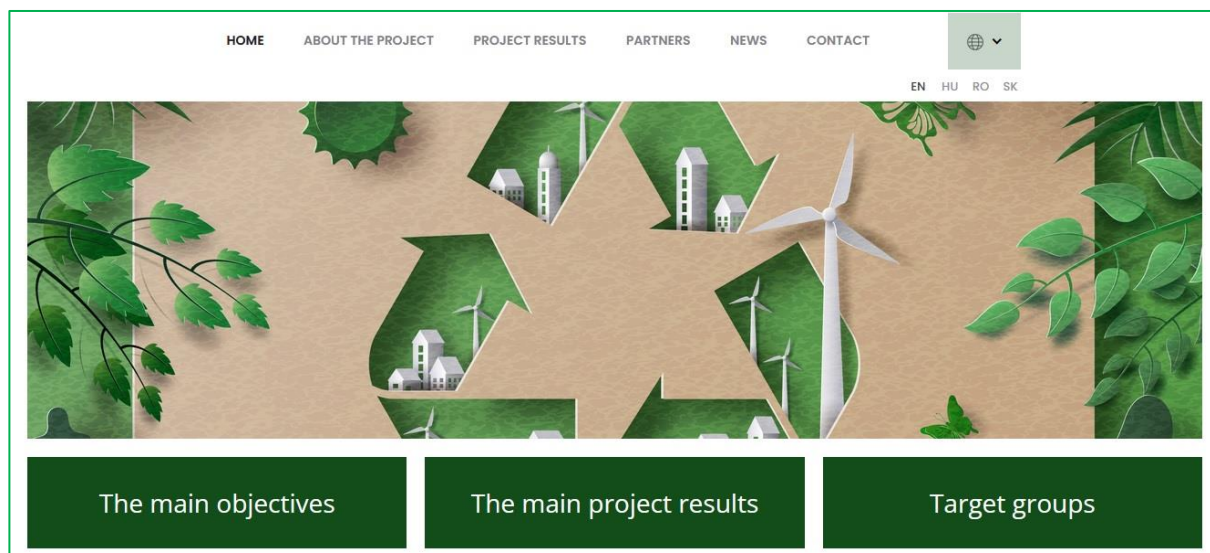 HOME ABOUT THE PROJECT PROJECT RESULTS PARTNERS NEWS CONTACT
EN HU RO SK
The main objectives
The main project results
Target groups